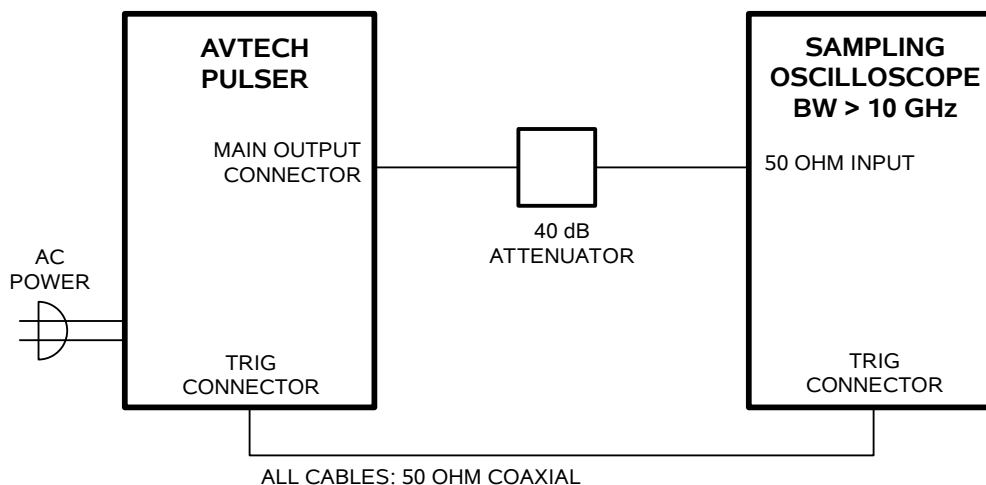 AVTECH
PULSER
MAIN OUTPUT
CONNECTOR
AC
POWER
TRIG
CONNECTOR
40 dB
ATTENUATOR
SAMPLING
OSCILLOSCOPE
BW > 10 GHz
50 OHM INPUT
TRIG
CONNECTOR
ALL CABLES: 50 OHM COAXIAL